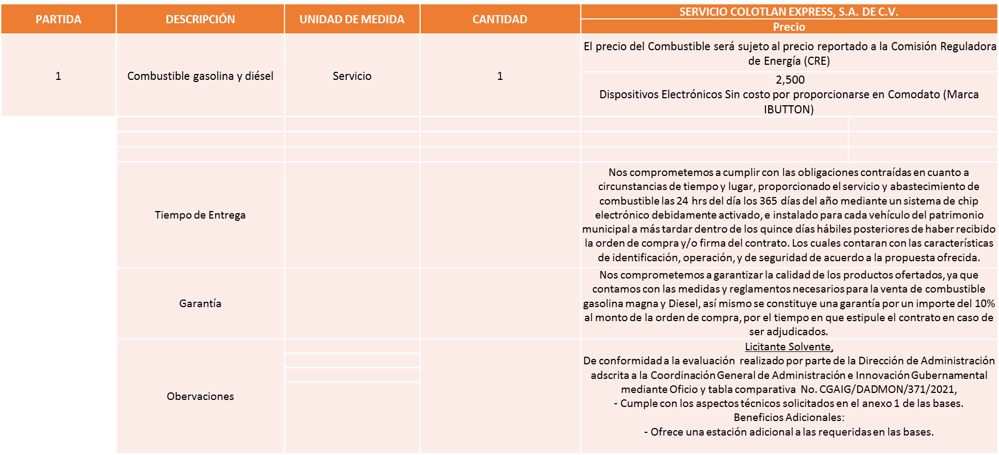 PARTIDA
DESCRIPCIÓN
UNIDAD DE MEDIDA
CANTIDAD
SERVICIO COLOTLAN EXPRESS, S.A. DE C.V.
Precio
1
Combustible gasolina y diésel
Servicio
1
El precio del Combustible será sujeto al precio reportado a la Comisión Reguladora
de Energía (CRE)
2,500
Dispositivos Electrónicos Sin costo por proporcionarse en Comodato (Marca
IBUTTON)
Tiempo de Entrega
Nos comprometemos a cumplir con las obligaciones contraídas en cuanto a
circunstancias de tiempo y lugar, proporcionado el servicio y abastecimiento de
combustible las 24 hrs del día los 365 días del año mediante un sistema de chip
electrónico debidamente activado, e instalado para cada vehículo del patrimonio
municipal a más tardar dentro de los quince días hábiles posteriores de haber recibido
la orden de compra y/o firma del contrato. Los cuales contaran con las características
de identificación, operación, y de seguridad de acuerdo a la propuesta ofrecida.
Garantía
Nos comprometemos a garantizar la calidad de los productos ofertados, ya que
contamos con las medidas y reglamentos necesarios para la venta de combustible
gasolina magna y Diesel, así mismo se constituye una garantía por un importe del 10%
al monto de la orden de compra, por el tiempo en que estipule el contrato en caso de
ser adjudicados.
Obervaciones
Licitante Solvente,
De conformidad a la evaluación realizado por parte de la Dirección de Administración
adscrita a la Coordinación General de Administración e Innovación Gubernamental
mediante Oficio y tabla comparativa No. CGAIG/DADMON/371/2021,
- Cumple con los aspectos técnicos solicitados en el anexo 1 de las bases.
Beneficios Adicionales:
- Ofrece una estación adicional a las requeridas en las bases.